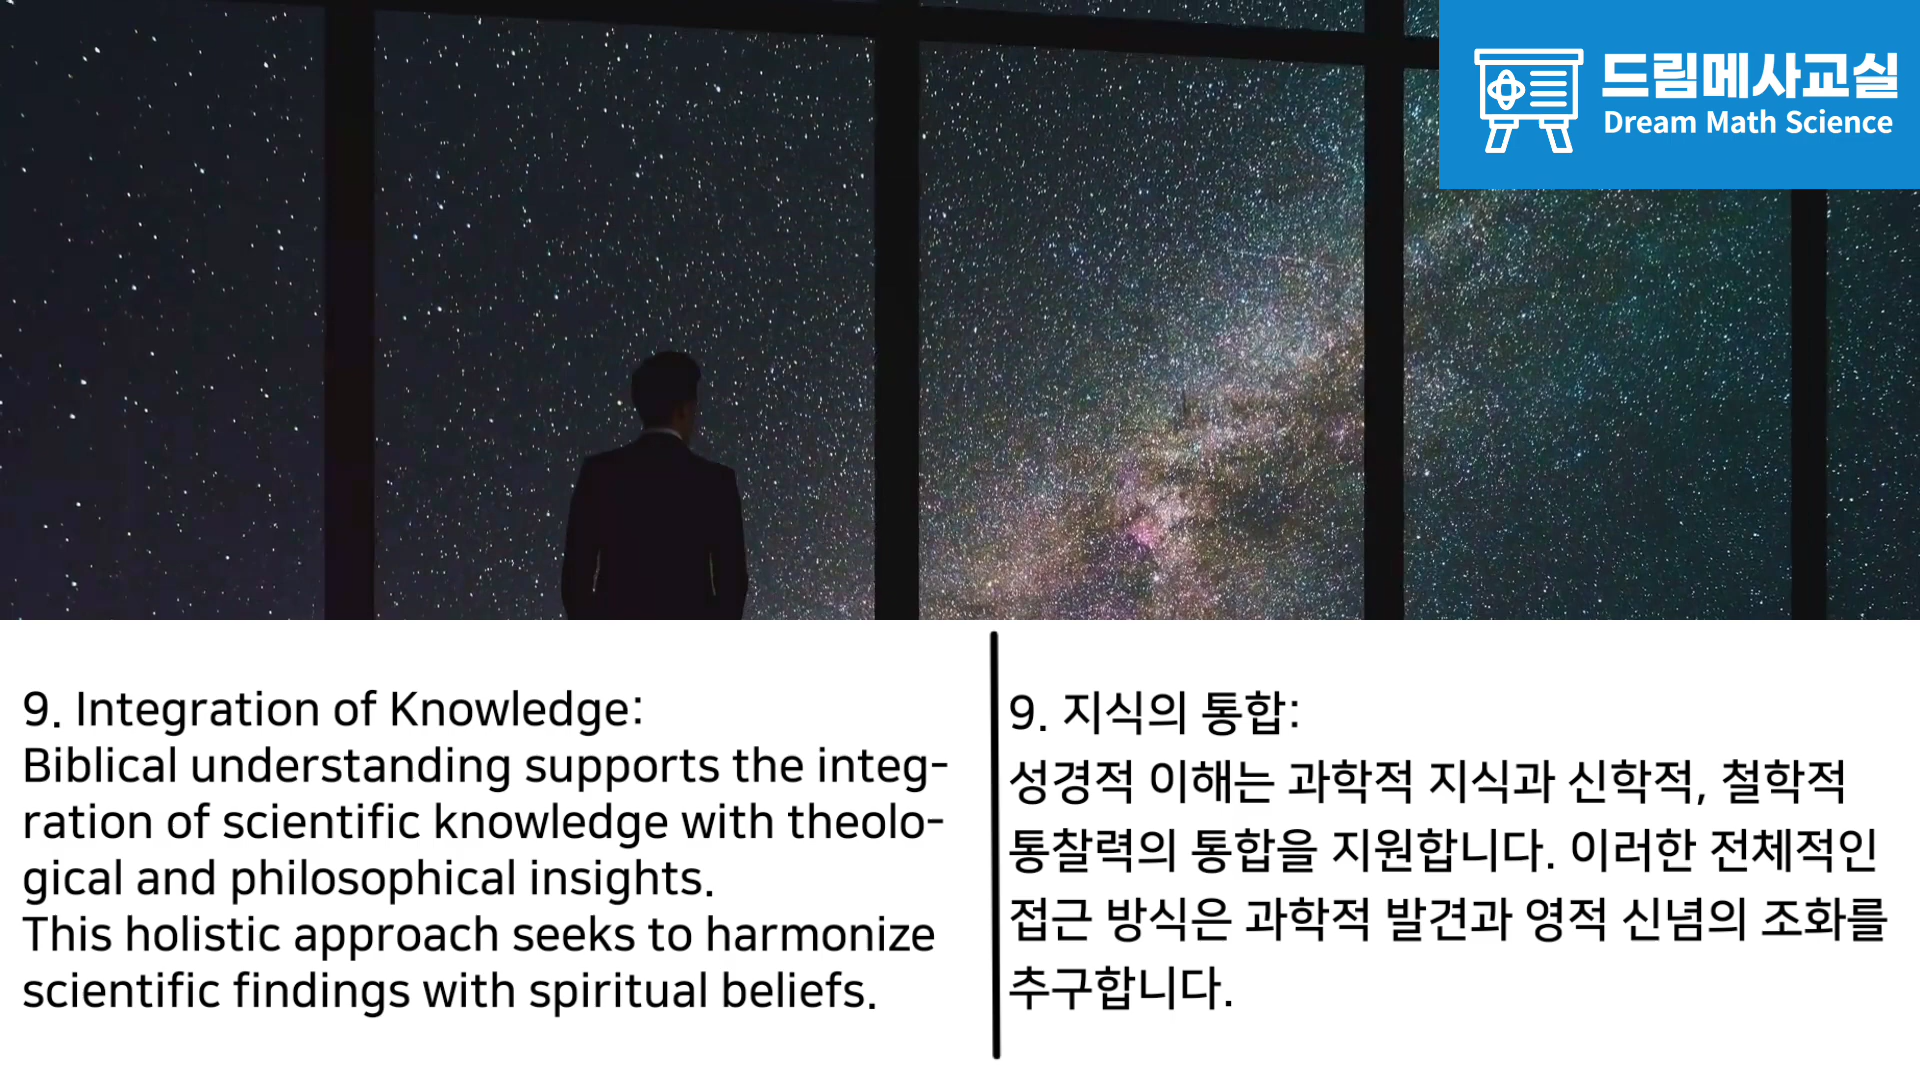 드림메사교실
Dream Math Science
9. Integration of Knowledge:
Biblical understanding supports the integ-
ration of scientific knowledge with theolo-
gical and philosophical insights.
This holistic approach seeks to harmonize
scientific findings with spiritual beliefs.
9. 지식의 통합:
성경적 이해는 과학적 지식과 신학적, 철학적
통찰력의 통합을 지원합니다. 이러한 전체적인
접근 방식은 과학적 발견과 영적 신념의 조화를
추구합니다.